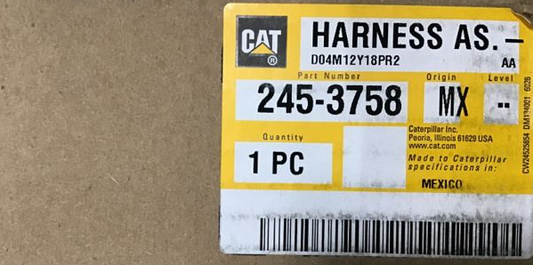 CAT
®
HARNESS AS.-
D04M12Y18PR2 AA
Part Number Origin Level
245-3758 MX --
Quantity
1 PC
Caterpillar Inc.
Peoria, Illinois 61629 USA
www.cat.com
Made to Caterpillar
specifications in:
MEXICO